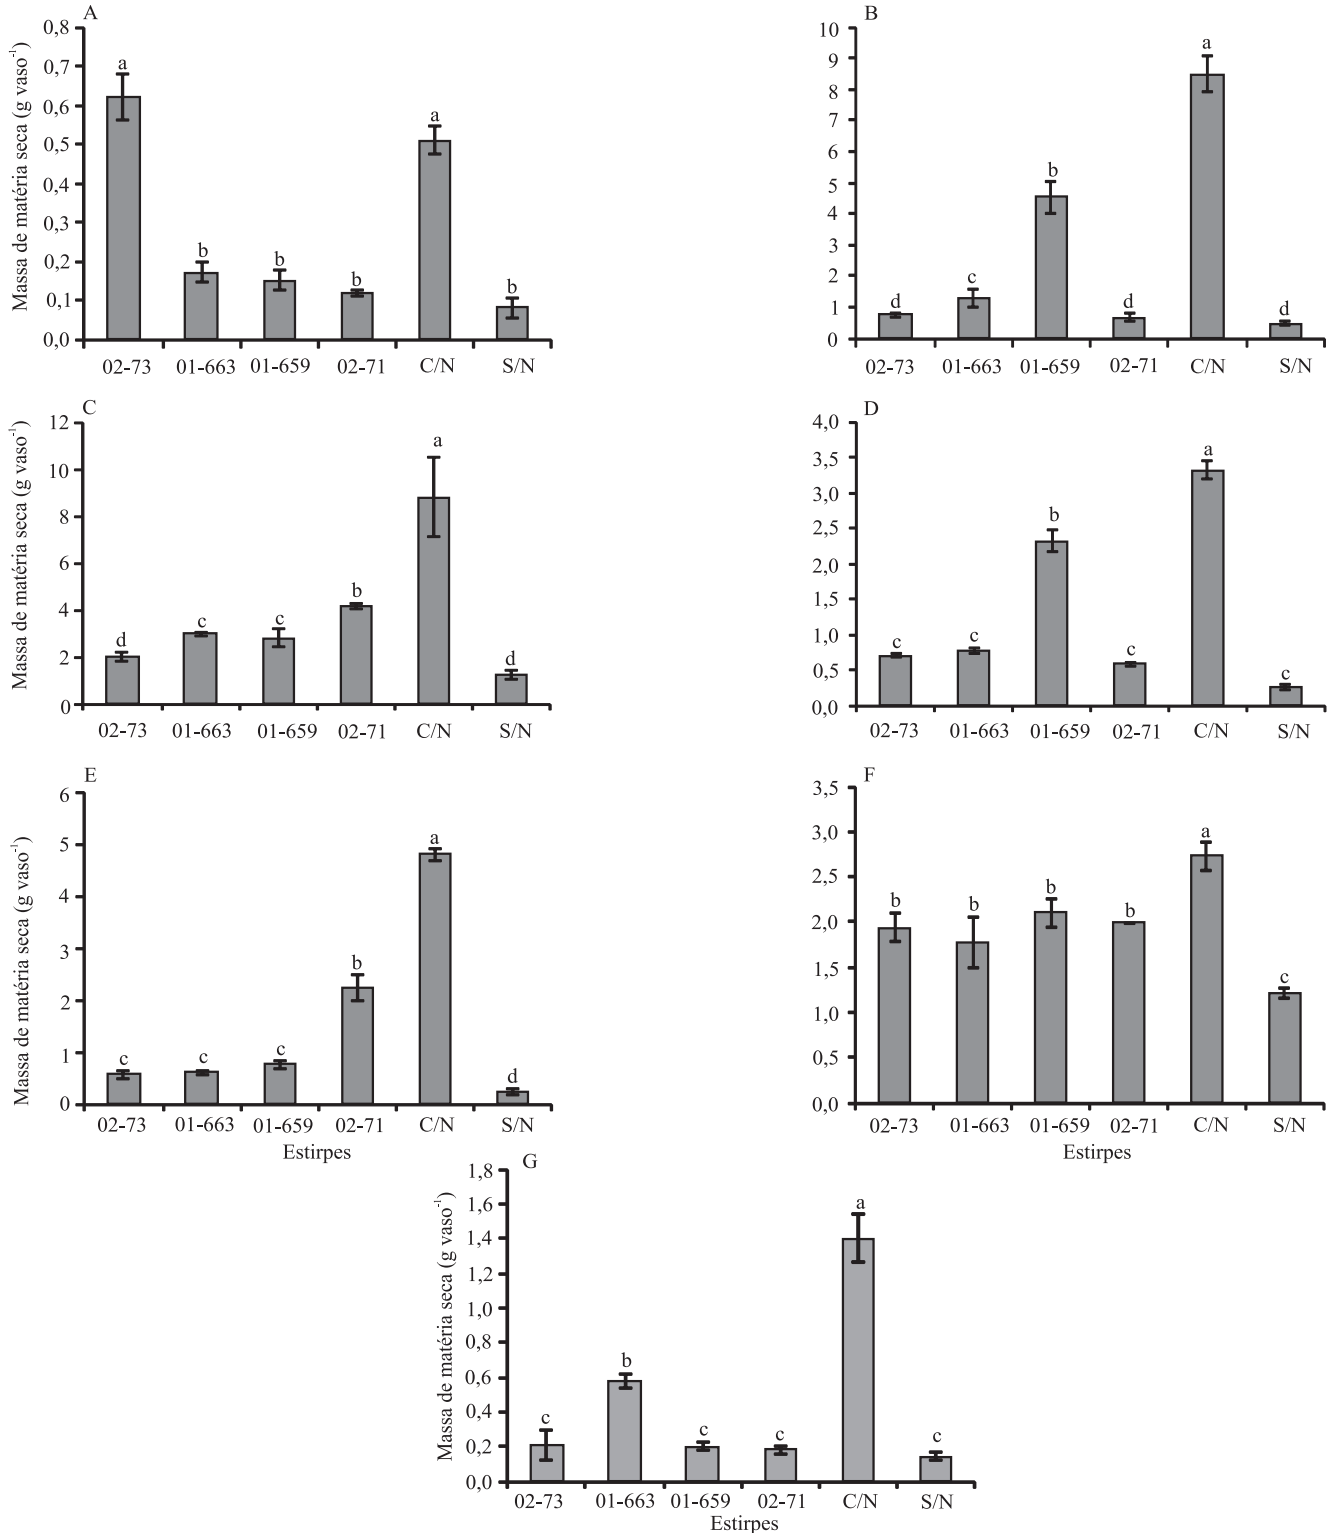 A
Massa de matéria seca (g vaso-1)
0,8
0,7
0,6
0,5
0,4
0,3
0,2
0,1
0,0
a
b
b
b
a
b
02-73 01-663 01-659 02-71 C/N S/N
B
10
9
8
7
6
5
4
3
2
1
0
d
c
b
d
a
d
02-73 01-663 01-659 02-71 C/N S/N
C
Massa de matéria seca (g vaso-1)
12
10
8
6
4
2
0
d
c
c
b
a
d
02-73 01-663 01-659 02-71 C/N S/N
D
4,0
3,5
3,0
2,5
2,0
1,5
1,0
0,5
0,0
c
c
b
c
a
c
02-73 01-663 01-659 02-71 C/N S/N
E
Massa de matéria seca (g vaso-1)
6
5
4
3
2
1
0
c
c
c
b
a
d
02-73 01-663 01-659 02-71 C/N S/N
Estirpes
F
3,5
3,0
2,5
2,0
1,5
1,0
0,5
0,0
b
b
b
b
a
c
02-73 01-663 01-659 02-71 C/N S/N
Estirpes
G
Massa de matéria seca (g vaso-1)
1,8
1,6
1,4
1,2
1,0
0,8
0,6
0,4
0,2
0,0
c
b
c
c
a
c
02-73 01-663 01-659 02-71 C/N S/N
Estirpes